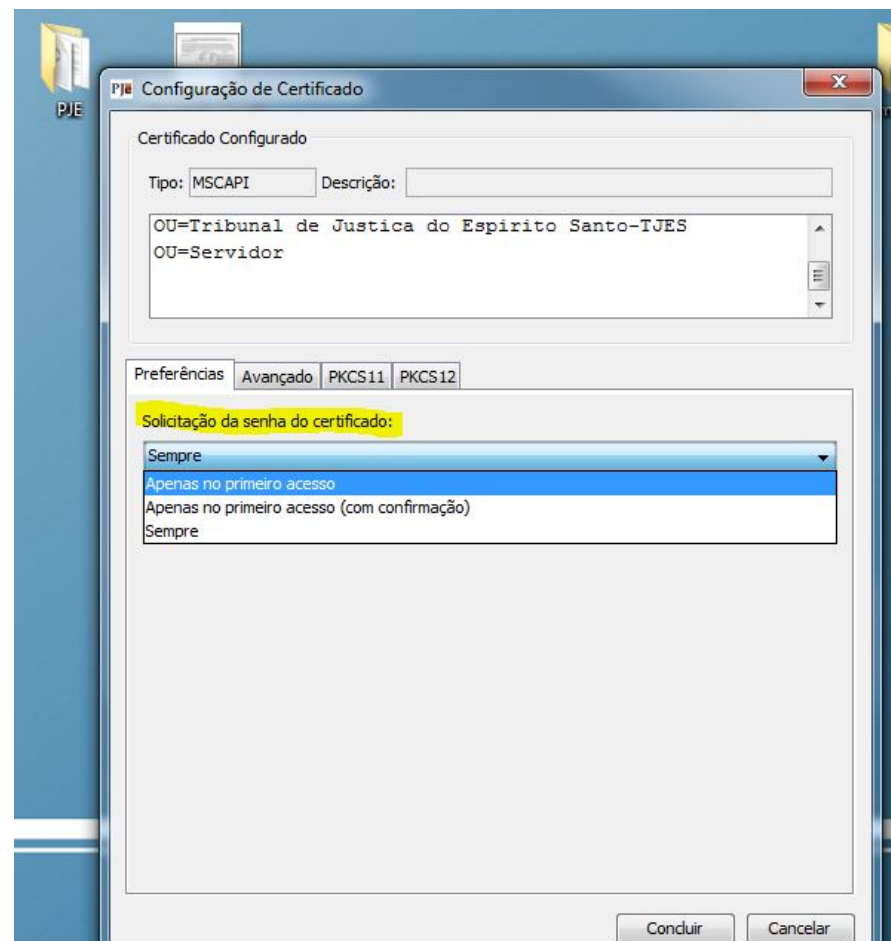 PJE
PJe Configuração de Certificado
Certificado Configurado
Tipo: MSCAPI Descrição:
OU=Tribunal de Justica do Espirito Santo-TJES
OU=Servidor
Preferências Avançado PKCS11 PKCS12
Solicitação da senha do certificado:
Sempre
Apenas no primeiro acesso
Apenas no primeiro acesso (com confirmação)
Sempre
Concluir Cancelar